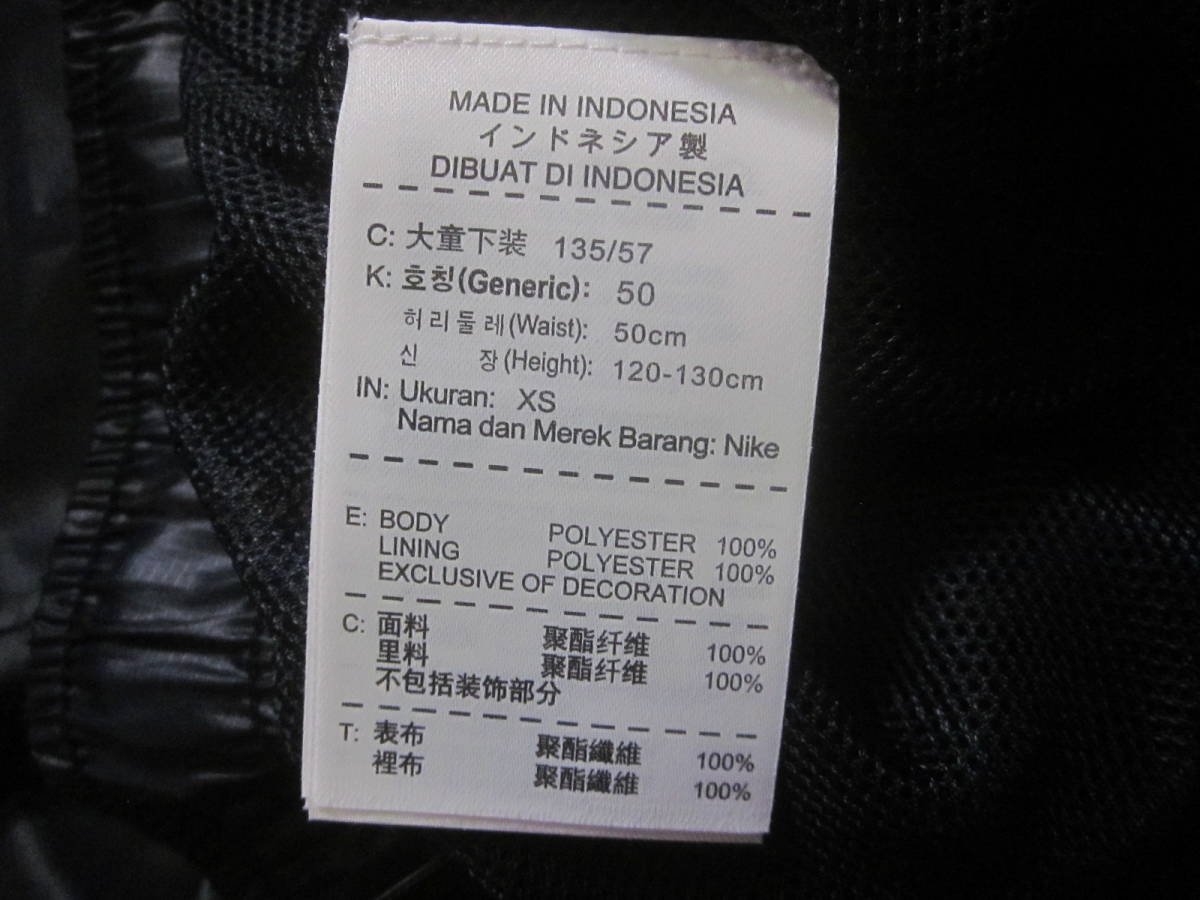 MADE IN INDONESIA
インドネシア製
DIBUAT DI INDONESIA
C: 大童下装 135/57
K: 호칭(Generic): 50
허리둘레(Waist): 50cm
신 장(Height): 120-130cm
IN: Ukuran: XS
Nama dan Merek Barang: Nike
E: BODY POLYESTER 100%
LINING POLYESTER 100%
EXCLUSIVE OF DECORATION
C: 面料 聚酯纤维 100%
里料 聚酯纤维 100%
不包括装饰部分
T: 表布 聚酯纖維 100%
裡布 聚酯纖維 100%